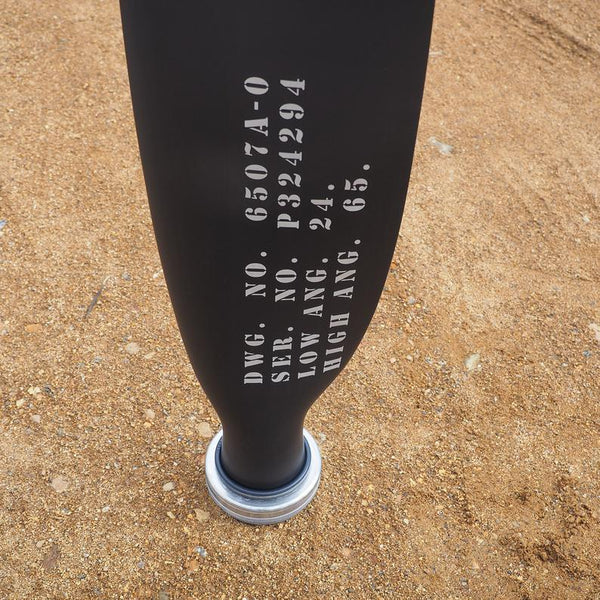 DWG. NO. 6507A-0
SER. NO. P324294
LOW ANG. 24.
HIGH ANG. 65.